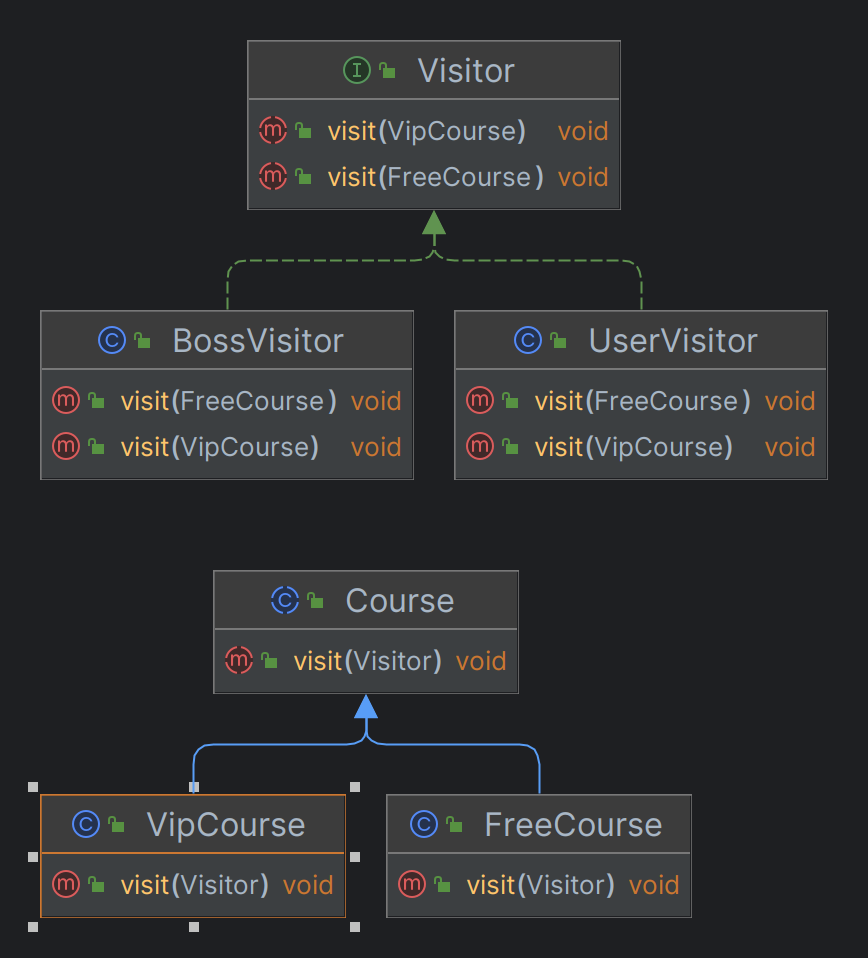 Visitor
visit(VipCourse) void
visit(FreeCourse) void
BossVisitor
visit(FreeCourse) void
visit(VipCourse) void
UserVisitor
visit(FreeCourse) void
visit(VipCourse) void
Course
visit(Visitor) void
VipCourse
visit(Visitor) void
FreeCourse
visit(Visitor) void